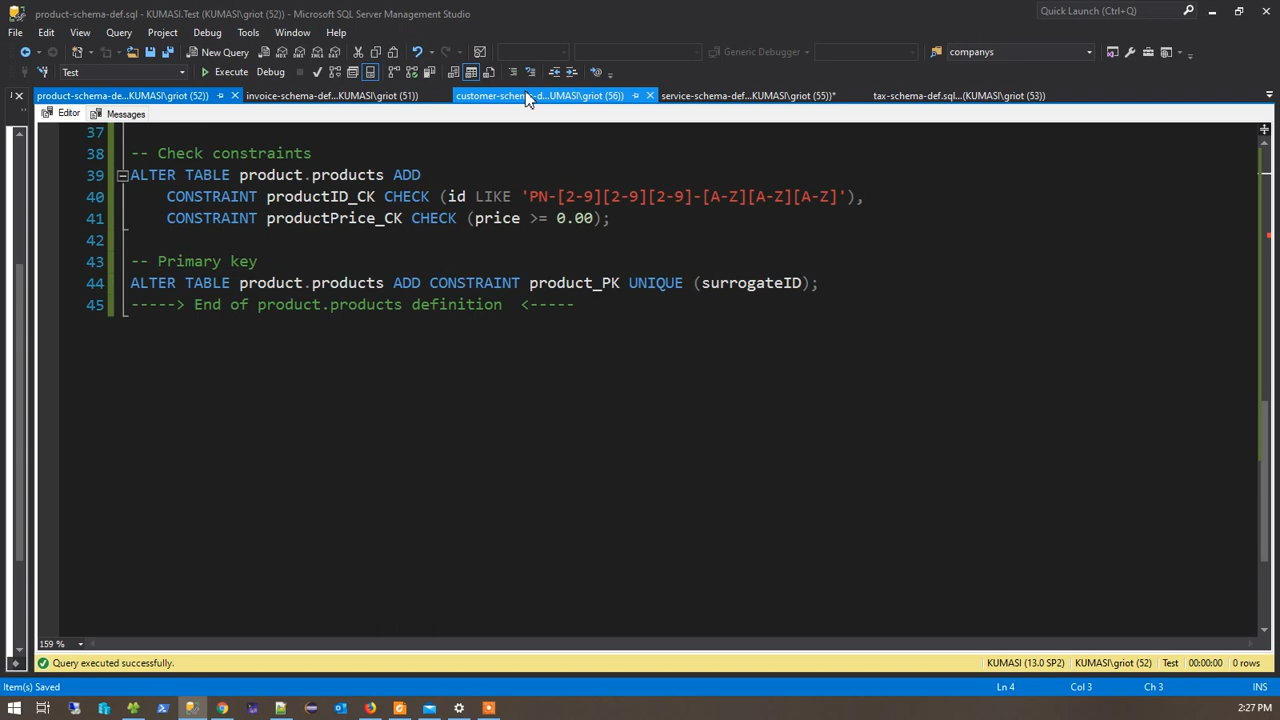 product-schema-def.sql - KUMASI.Test (KUMASI\griot (52)) - Microsoft SQL Server Management Studio
Quick Launch (Ctrl+Q)
File Edit View Query Project Debug Tools Window Help
New Query
Generic Debugger
companys
Test
Execute Debug
product-schema-de...KUMASI\griot (52)) invoice-schema-def...KUMASI\griot (51)) customer-schema-d...UMASI\griot (56)) service-schema-def...KUMASI\griot (55))* tax-schema-def.sql...(KUMASI\griot (53))
Editor Messages
37
38 -- Check constraints
39 ALTER TABLE product.products ADD
40 CONSTRAINT productID_CK CHECK (id LIKE 'PN-[2-9][2-9][2-9]-[A-Z][A-Z][A-Z]'),
41 CONSTRAINT productPrice_CK CHECK (price >= 0.00);
42
43 -- Primary key
44 ALTER TABLE product.products ADD CONSTRAINT product_PK UNIQUE (surrogateID);
45 -----> End of product.products definition <-----
159 %
Query executed successfully. KUMASI (13.0 SP2) KUMASI\griot (52) Test 00:00:00 0 rows
Item(s) Saved Ln 4 Col 3 Ch 3 INS
2:27 PM